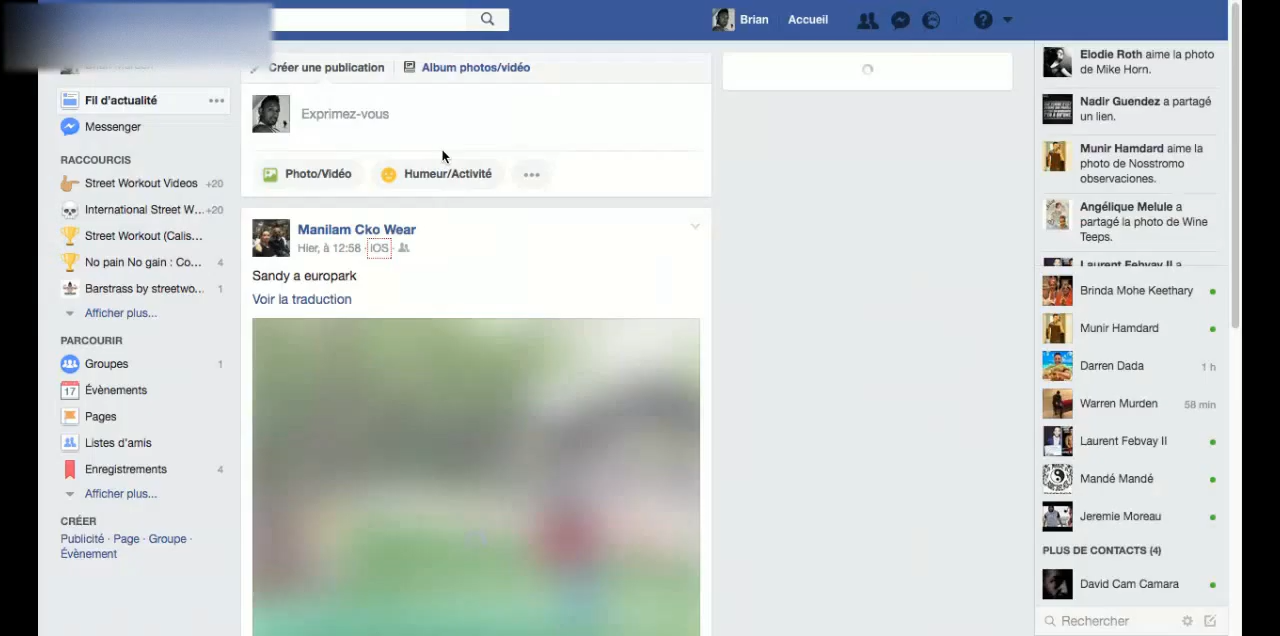 Brian
Accueil
Créer une publication
Album photos/vidéo
Exprimez-vous
Photo/Vidéo
Humeur/Activité
Fil d'actualité
Messenger
RACCOURCIS
Street Workout Videos +20
International Street W... +20
Street Workout (Calis...
No pain No gain : Co... 4
Barstrass by streetwo... 1
Afficher plus...
PARCOURIR
Groupes 1
17 Évènements
Pages
Listes d'amis
Enregistrements 4
Afficher plus...
CRÉER
Publicité · Page · Groupe ·
Évènement
Manilam Cko Wear
Hier, à 12:58 · iOS ·
Sandy a europark
Voir la traduction
Elodie Roth aime la photo
de Mike Horn.
Nadir Guendez a partagé
un lien.
Munir Hamdard aime la
photo de Nosstromo
observaciones.
Angélique Melule a
partagé la photo de Wine
Teeps.
Laurent Febvay II a
Brinda Mohe Keethary
Munir Hamdard
Darren Dada 1 h
Warren Murden 58 min
Laurent Febvay II
Mandé Mandé
Jeremie Moreau
PLUS DE CONTACTS (4)
David Cam Camara
Rechercher